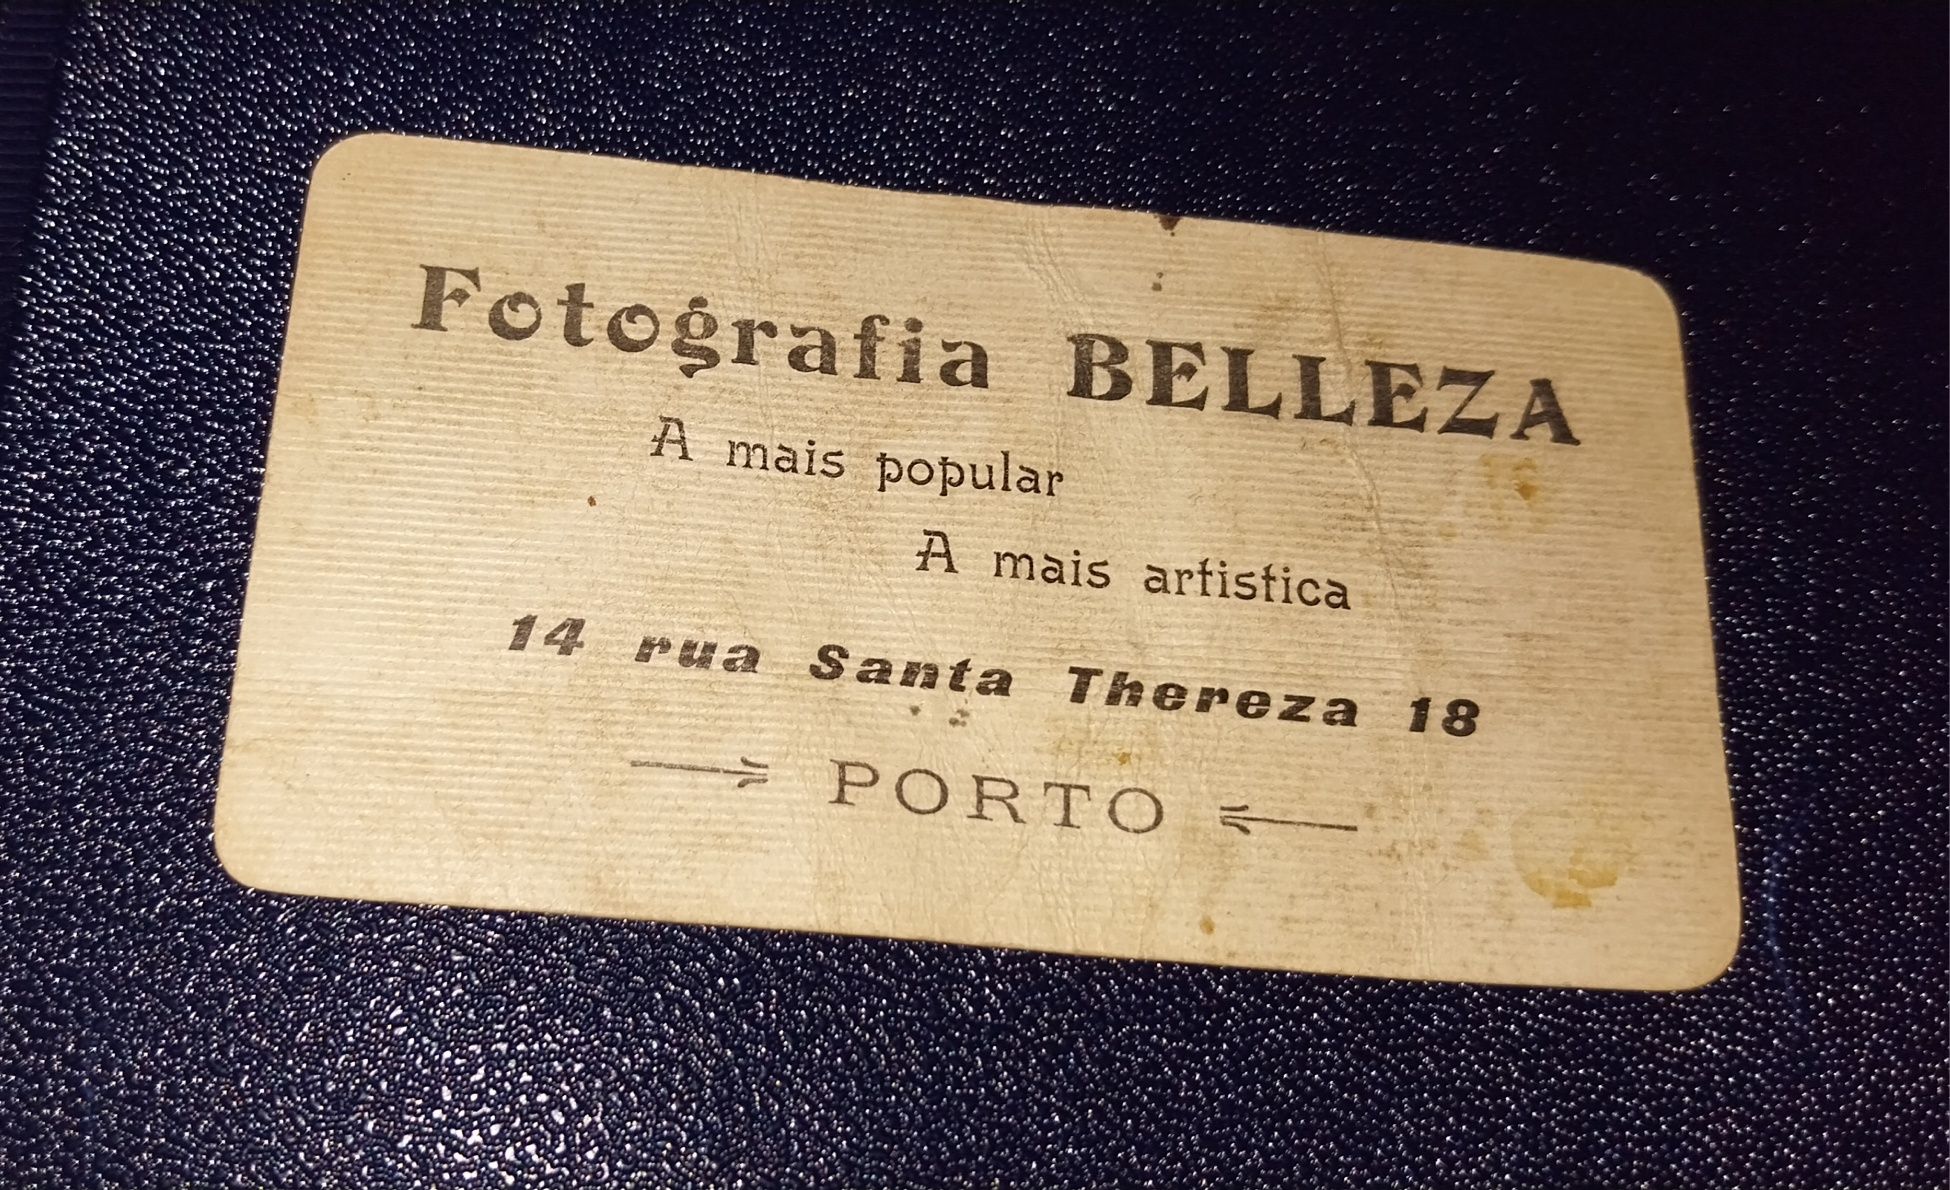 Fotografia BELLEZA
A mais popular
A mais artistica
14 rua Santa Thereza 18
PORTO